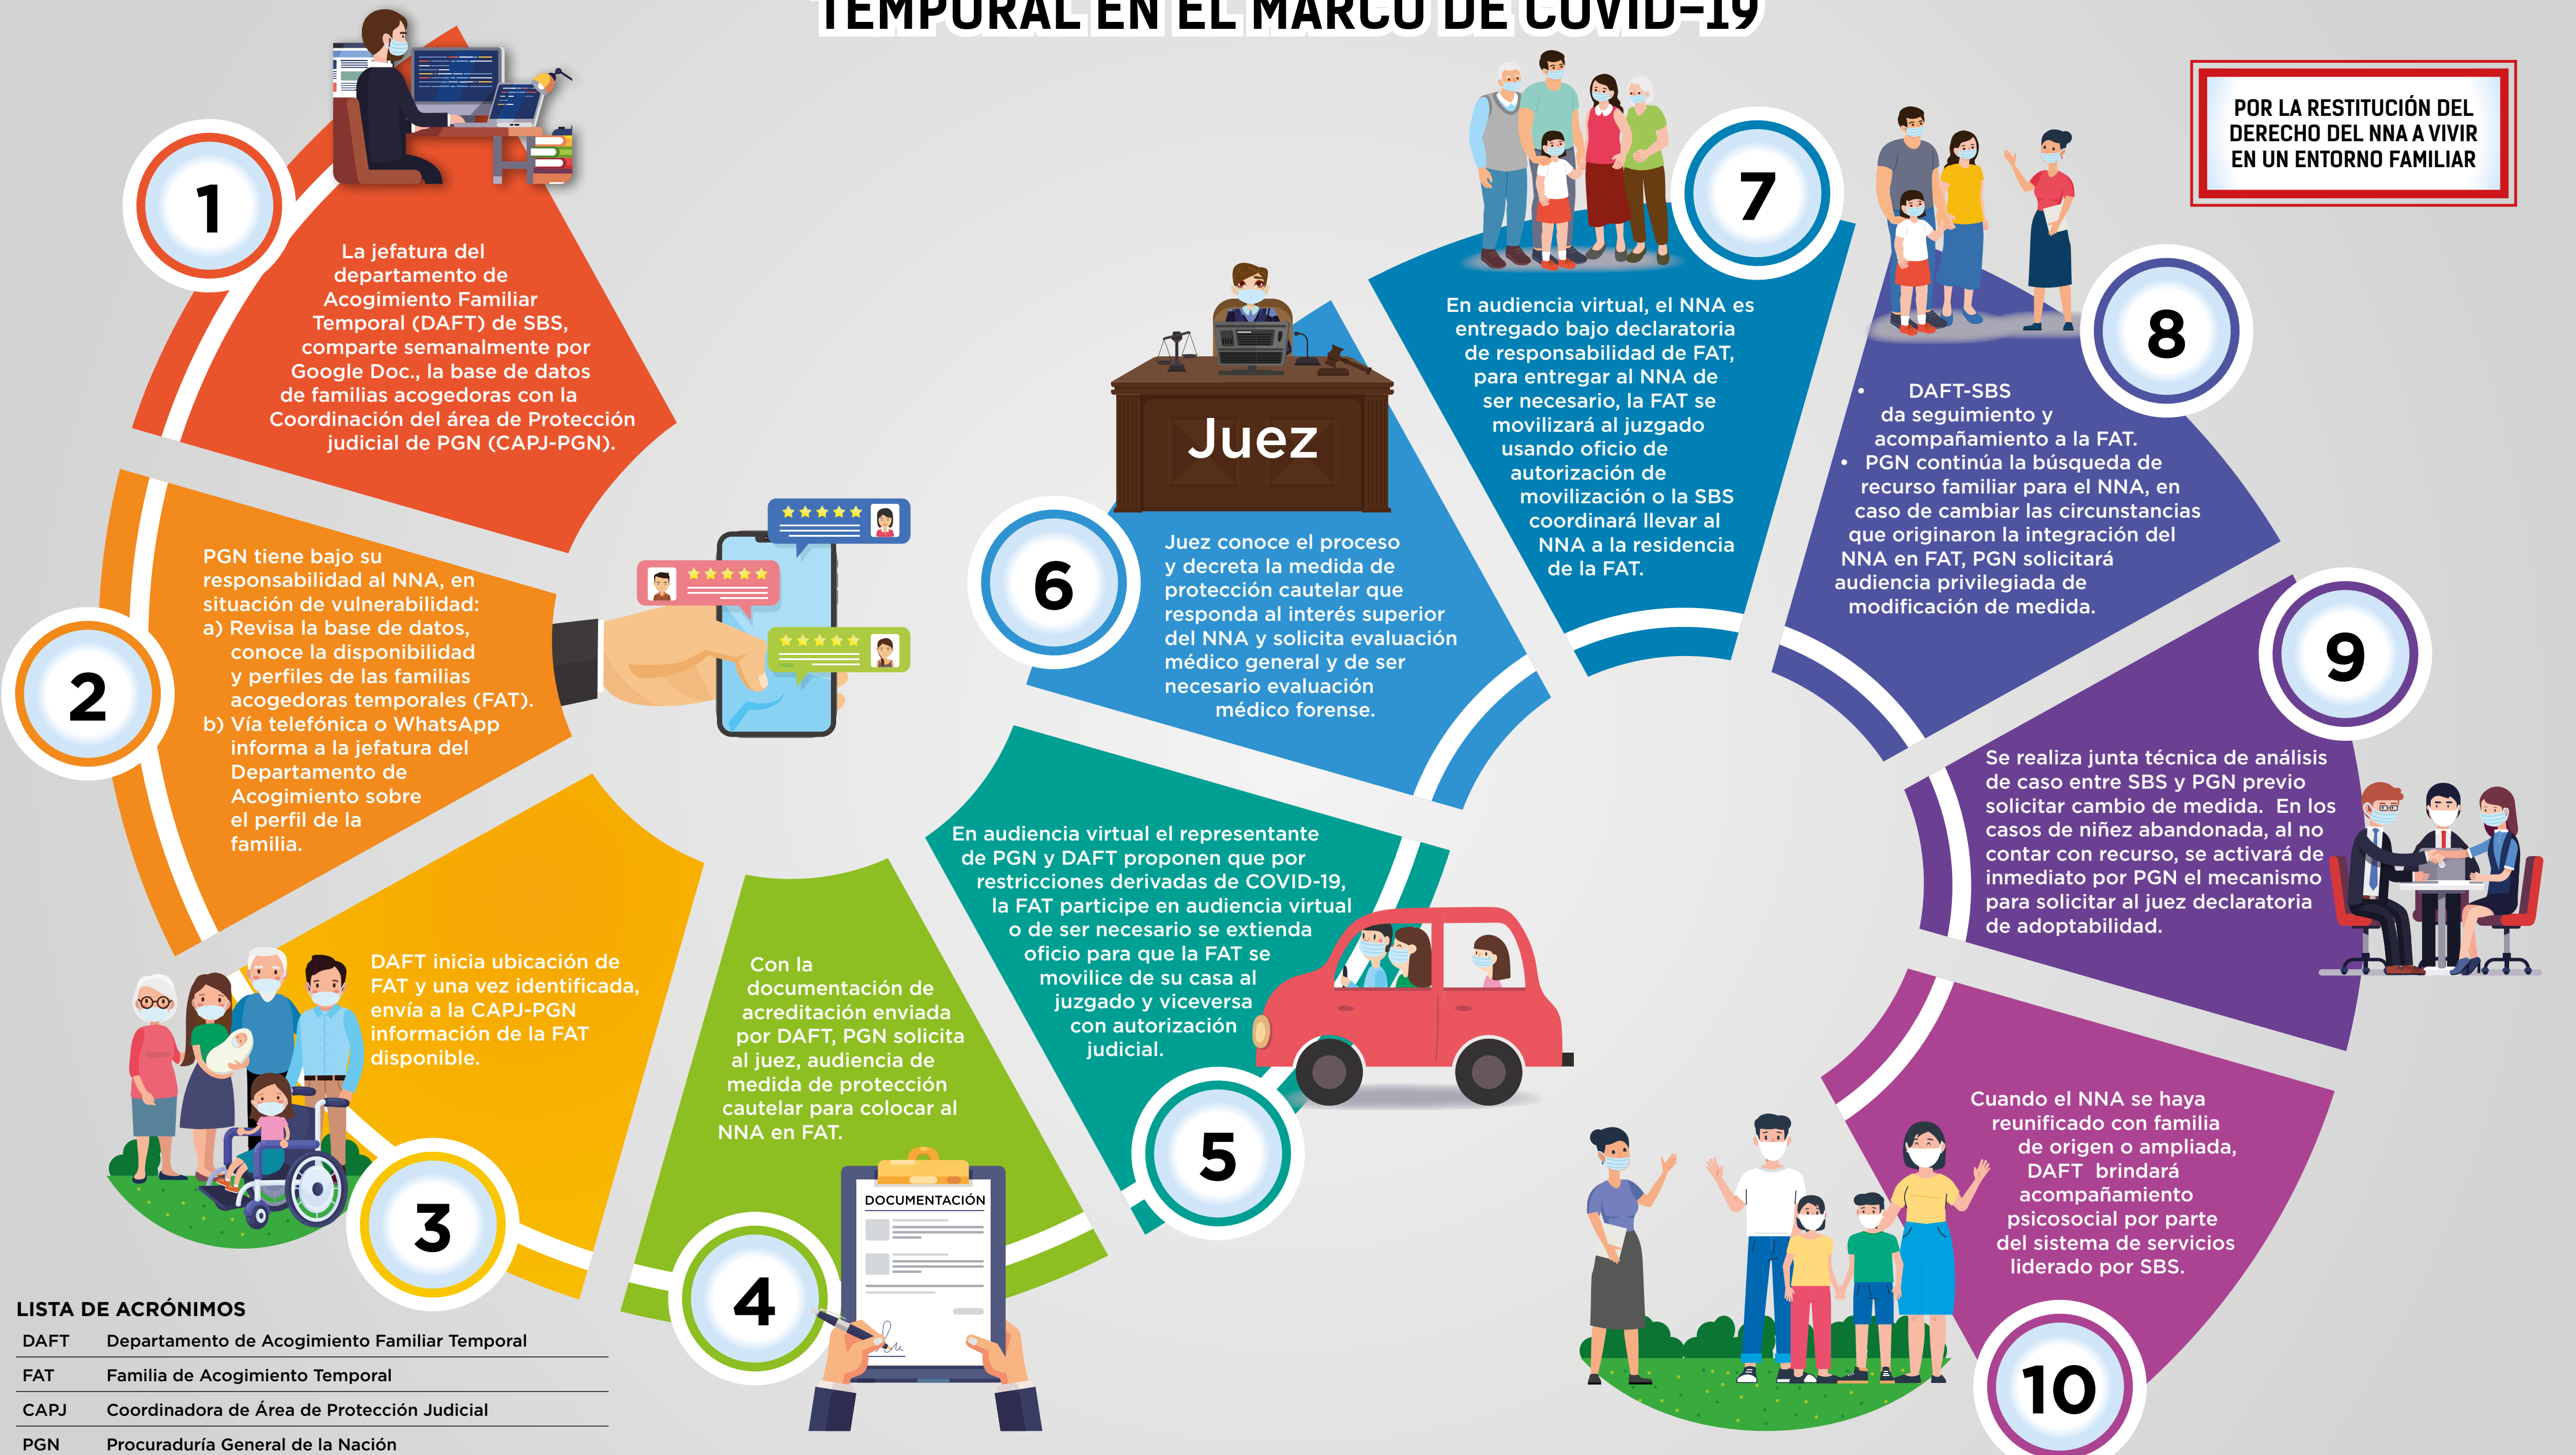 TEMPORAL EN EL MARCO DE COVID-19
POR LA RESTITUCIÓN DEL
DERECHO DEL NNA A VIVIR
EN UN ENTORNO FAMILIAR
1
La jefatura del
departamento de
Acogimiento Familiar
Temporal (DAFT) de SBS,
comparte semanalmente por
Google Doc., la base de datos
de familias acogedoras con la
Coordinación del área de Protección
judicial de PGN (CAPJ-PGN).
2
PGN tiene bajo su
responsabilidad al NNA, en
situación de vulnerabilidad:
a) Revisa la base de datos,
conoce la disponibilidad
y perfiles de las familias
acogedoras temporales (FAT).
b) Vía telefónica o WhatsApp
informa a la jefatura del
Departamento de
Acogimiento sobre
el perfil de la
familia.
3
DAFT inicia ubicación de
FAT y una vez identificada,
envía a la CAPJ-PGN
información de la FAT
disponible.
4
Con la
documentación de
acreditación enviada
por DAFT, PGN solicita
al juez, audiencia de
medida de protección
cautelar para colocar al
NNA en FAT.
DOCUMENTACIÓN
5
En audiencia virtual el representante
de PGN y DAFT proponen que por
restricciones derivadas de COVID-19,
la FAT participe en audiencia virtual
o de ser necesario se extienda
oficio para que la FAT se
movilice de su casa al
juzgado y viceversa
con autorización
judicial.
6
Juez
Juez conoce el proceso
y decreta la medida de
protección cautelar que
responda al interés superior
del NNA y solicita evaluación
médico general y de ser
necesario evaluación
médico forense.
7
En audiencia virtual, el NNA es
entregado bajo declaratoria
de responsabilidad de FAT,
para entregar al NNA de
ser necesario, la FAT se
movilizará al juzgado
usando oficio de
autorización de
movilización o la SBS
coordinará llevar al
NNA a la residencia
de la FAT.
8
• DAFT-SBS
da seguimiento y
acompañamiento a la FAT.
• PGN continúa la búsqueda de
recurso familiar para el NNA, en
caso de cambiar las circunstancias
que originaron la integración del
NNA en FAT, PGN solicitará
audiencia privilegiada de
modificación de medida.
9
Se realiza junta técnica de análisis
de caso entre SBS y PGN previo
solicitar cambio de medida. En los
casos de niñez abandonada, al no
contar con recurso, se activará de
inmediato por PGN el mecanismo
para solicitar al juez declaratoria
de adoptabilidad.
10
Cuando el NNA se haya
reunificado con familia
de origen o ampliada,
DAFT brindará
acompañamiento
psicosocial por parte
del sistema de servicios
liderado por SBS.
LISTA DE ACRÓNIMOS
DAFT Departamento de Acogimiento Familiar Temporal
FAT Familia de Acogimiento Temporal
CAPJ Coordinadora de Área de Protección Judicial
PGN Procuraduría General de la Nación